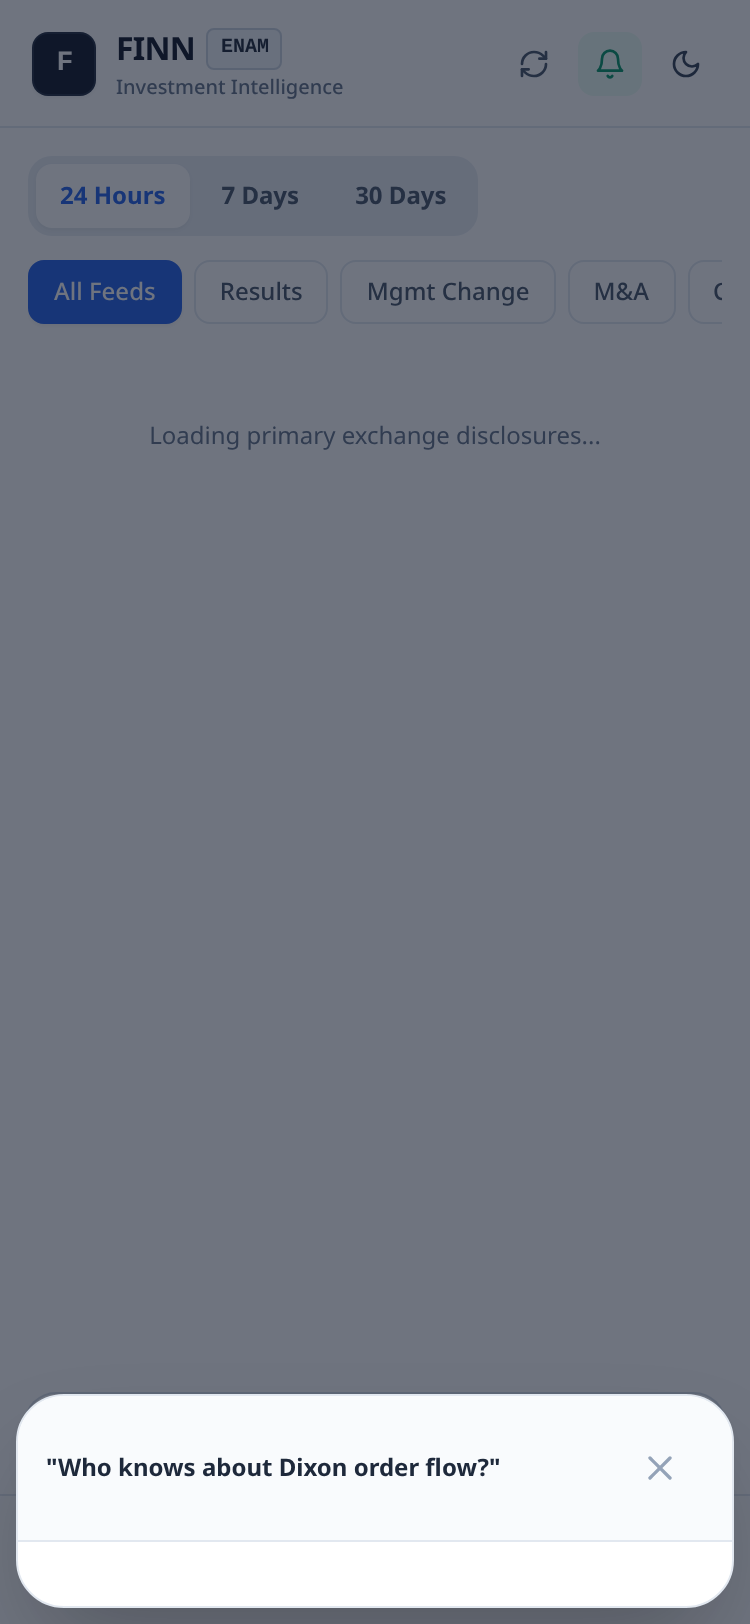 F
FINN ENAM
Investment Intelligence
24 Hours 7 Days 30 Days
All Feeds Results Mgmt Change M&A
Loading primary exchange disclosures...
"Who knows about Dixon order flow?"